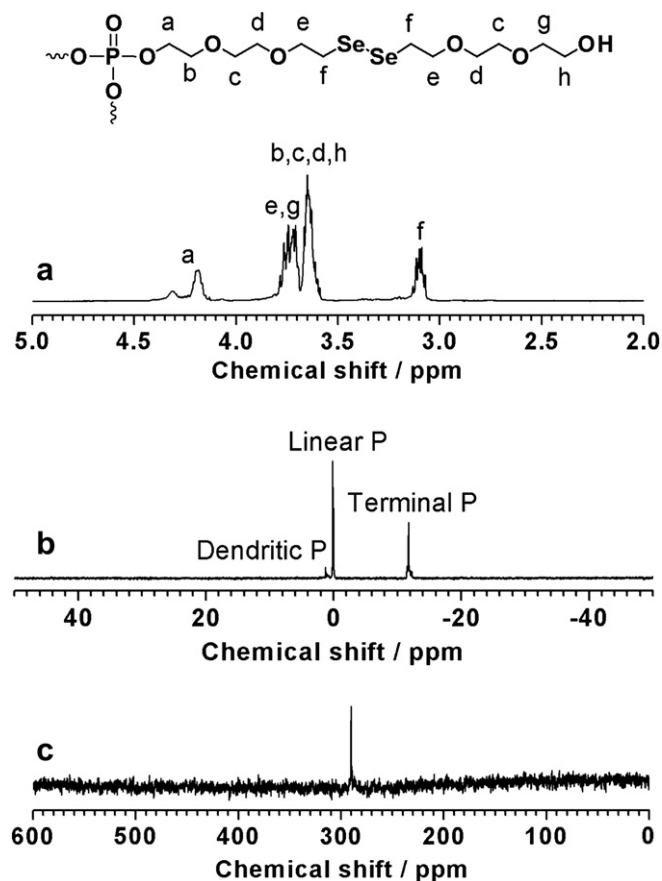 a d e f c g
O O O Se OH
O P O Se O O
b c f e d h
O
b,c,d,h
e,g
a f
a
5.0 4.5 4.0 3.5 3.0 2.5 2.0
Chemical shift / ppm
Linear P
Terminal P
b
Dendritic P
40 20 0 -20 -40
Chemical shift / ppm
c
600 500 400 300 200 100 0
Chemical shift / ppm